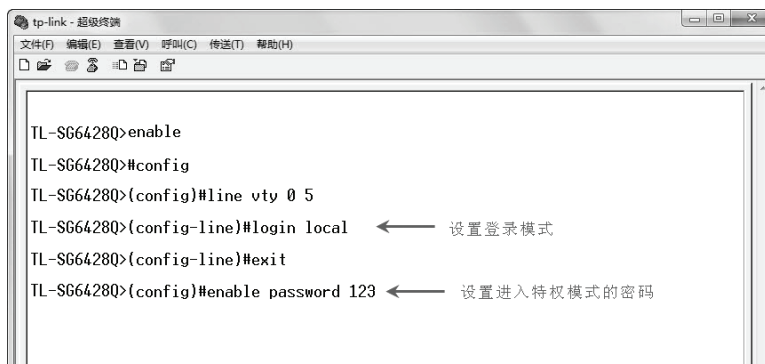 tp-link - 超级终端
文件(F) 编辑(E) 查看(V) 呼叫(C) 传送(T) 帮助(H)
TL-SG6428Q>enable
TL-SG6428Q>#config
TL-SG6428Q>(config)#line vty 0 5
TL-SG6428Q>(config-line)#login local 设置登录模式
TL-SG6428Q>(config-line)#exit
TL-SG6428Q>(config)#enable password 123 设置进入特权模式的密码